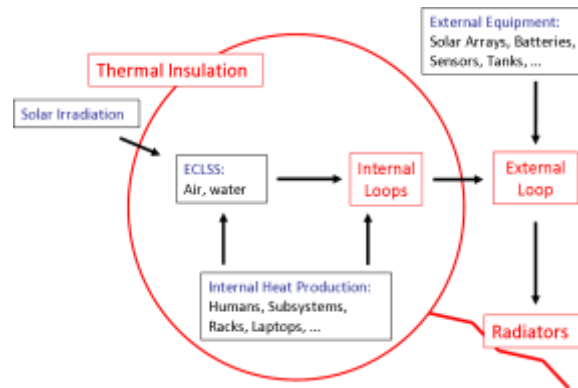 External Equipment:
Solar Arrays, Batteries,
Sensors, Tanks, ...
Thermal Insulation
Solar Irradiation
ECLSS:
Air, water
Internal
Loops
External
Loop
Internal Heat Production:
Humans, Subsystems,
Racks, Laptops, ...
Radiators